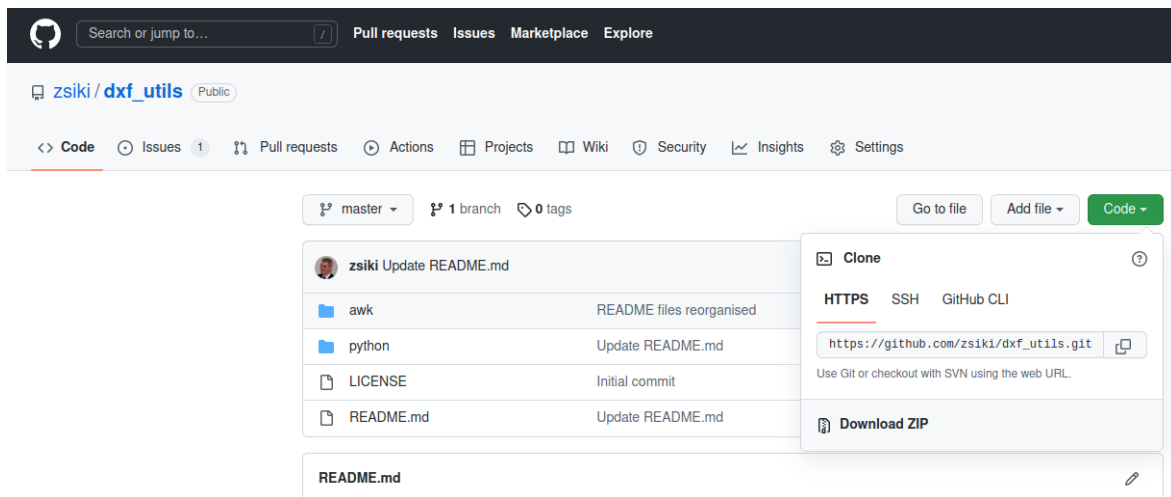 Search or jump to... / Pull requests Issues Marketplace Explore
zsiki / dxf_utils Public
<> Code Issues 1 Pull requests Actions Projects Wiki Security Insights Settings
master 1 branch 0 tags Go to file Add file Code
zsiki Update README.md
awk README files reorganised
python Update README.md
LICENSE Initial commit
README.md Update README.md
README.md
Clone ?
HTTPS SSH GitHub CLI
https://github.com/zsiki/dxf_utils.git
Use Git or checkout with SVN using the web URL.
Download ZIP